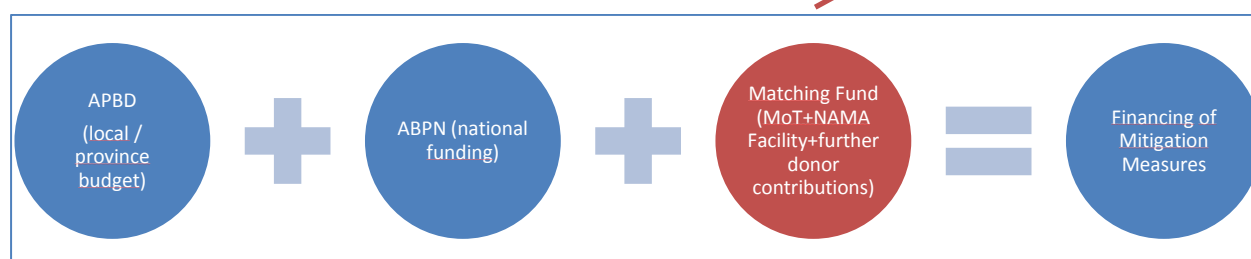 APBD
(local /
province
budget)
ABPN (national
funding)
Matching Fund
(MoT+NAMA
Facility+further
donor
contributions)
Financing of
Mitigation
Measures